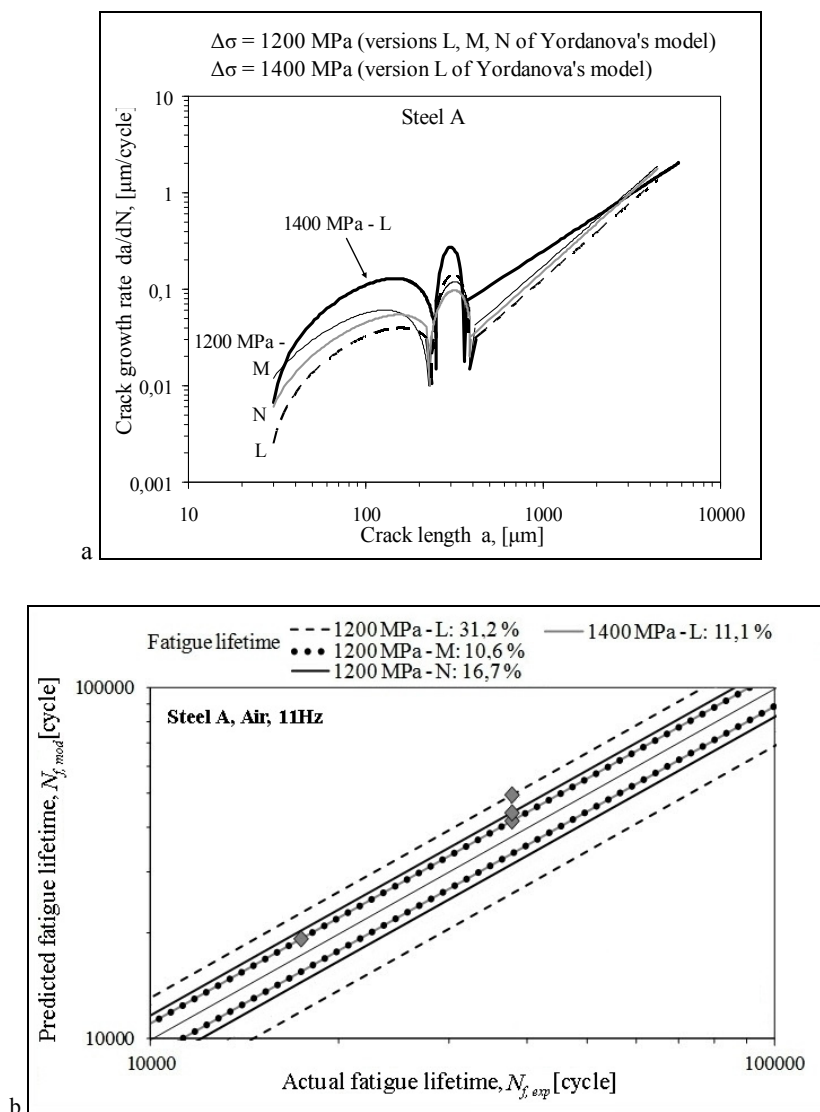 Δσ = 1200 MPa (versions L, M, N of Yordanova's model)
Δσ = 1400 MPa (version L of Yordanova's model)
Steel A
Crack growth rate da/dN, [μm/cycle]
10
1
0,1
0,01
0,001
1400 MPa - L
1200 MPa -
M
N
L
10 100 1000 10000
Crack length a, [μm]
a
Fatigue lifetime
1200 MPa - L: 31,2 %
1200 MPa - M: 10,6 %
1200 MPa - N: 16,7 %
1400 MPa - L: 11,1 %
Predicted fatigue lifetime, Nf, mod [cycle]
100000
Steel A, Air, 11Hz
10000
10000 100000
Actual fatigue lifetime, Nf, exp [cycle]
b